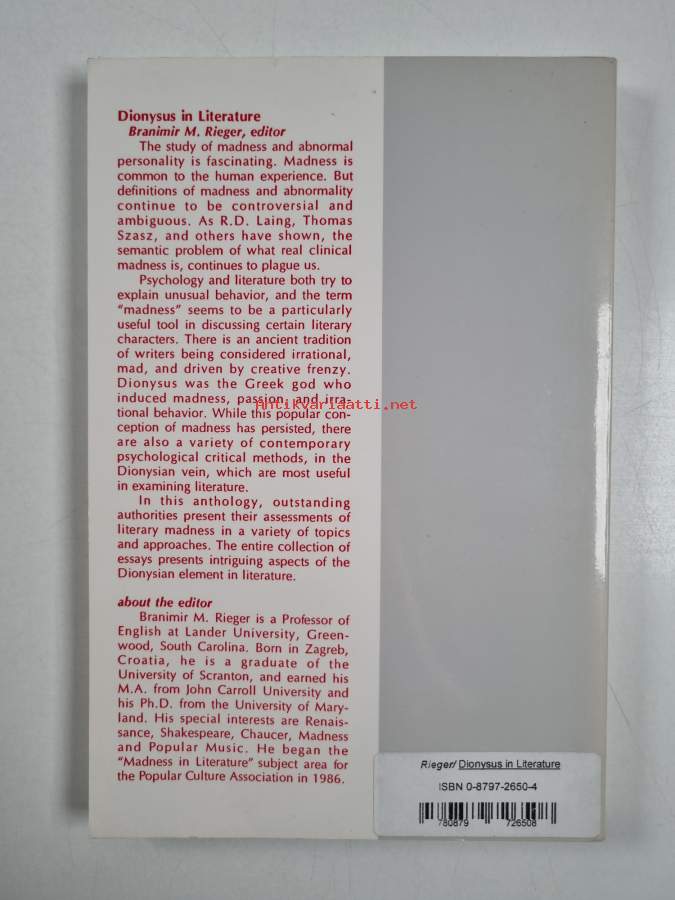 Dionysus in Literature
Branimir M. Rieger, editor
The study of madness and abnormal
personality is fascinating. Madness is
common to the human experience. But
definitions of madness and abnormality
continue to be controversial and
ambiguous. As R.D. Laing, Thomas
Szasz, and others have shown, the
semantic problem of what real clinical
madness is, continues to plague us.
Psychology and literature both try to
explain unusual behavior, and the term
"madness" seems to be a particularly
useful tool in discussing certain literary
characters. There is an ancient tradition
of writers being considered irrational,
mad, and driven by creative frenzy.
Dionysus was the Greek god who
induced madness, passion, and irra-
Antikvariaatti.net
tional behavior. While this popular con-
ception of madness has persisted, there
are also a variety of contemporary
psychological critical methods, in the
Dionysian vein, which are most useful
in examining literature.
In this anthology, outstanding
authorities present their assessments of
literary madness in a variety of topics
and approaches. The entire collection of
essays presents intriguing aspects of the
Dionysian element in literature.
about the editor
Branimir M. Rieger is a Professor of
English at Lander University, Green-
wood, South Carolina. Born in Zagreb,
Croatia, he is a graduate of the
University of Scranton, and earned his
M.A. from John Carroll University and
his Ph.D. from the University of Mary-
land. His special interests are Renais-
sance, Shakespeare, Chaucer, Madness
and Popular Music. He began the
"Madness in Literature" subject area for
the Popular Culture Association in 1986.
Rieger/ Dionysus in Literature
ISBN 0-8797-2650-4
780879 726508